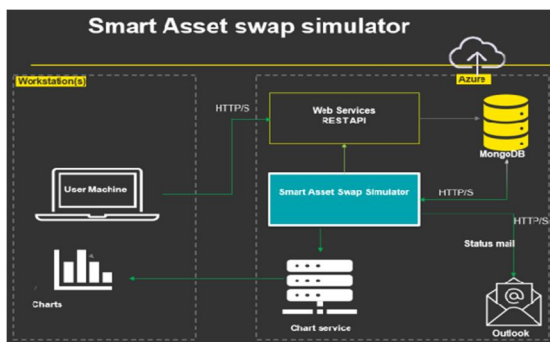 Smart Asset swap simulator
Workstation(s)
Azure
HTTP/S
Web Services
RESTAPI
MongoDB
User Machine
Smart Asset Swap Simulator
HTTP/S
HTTP/S
Status mail
Charts
Chart service
Outlook